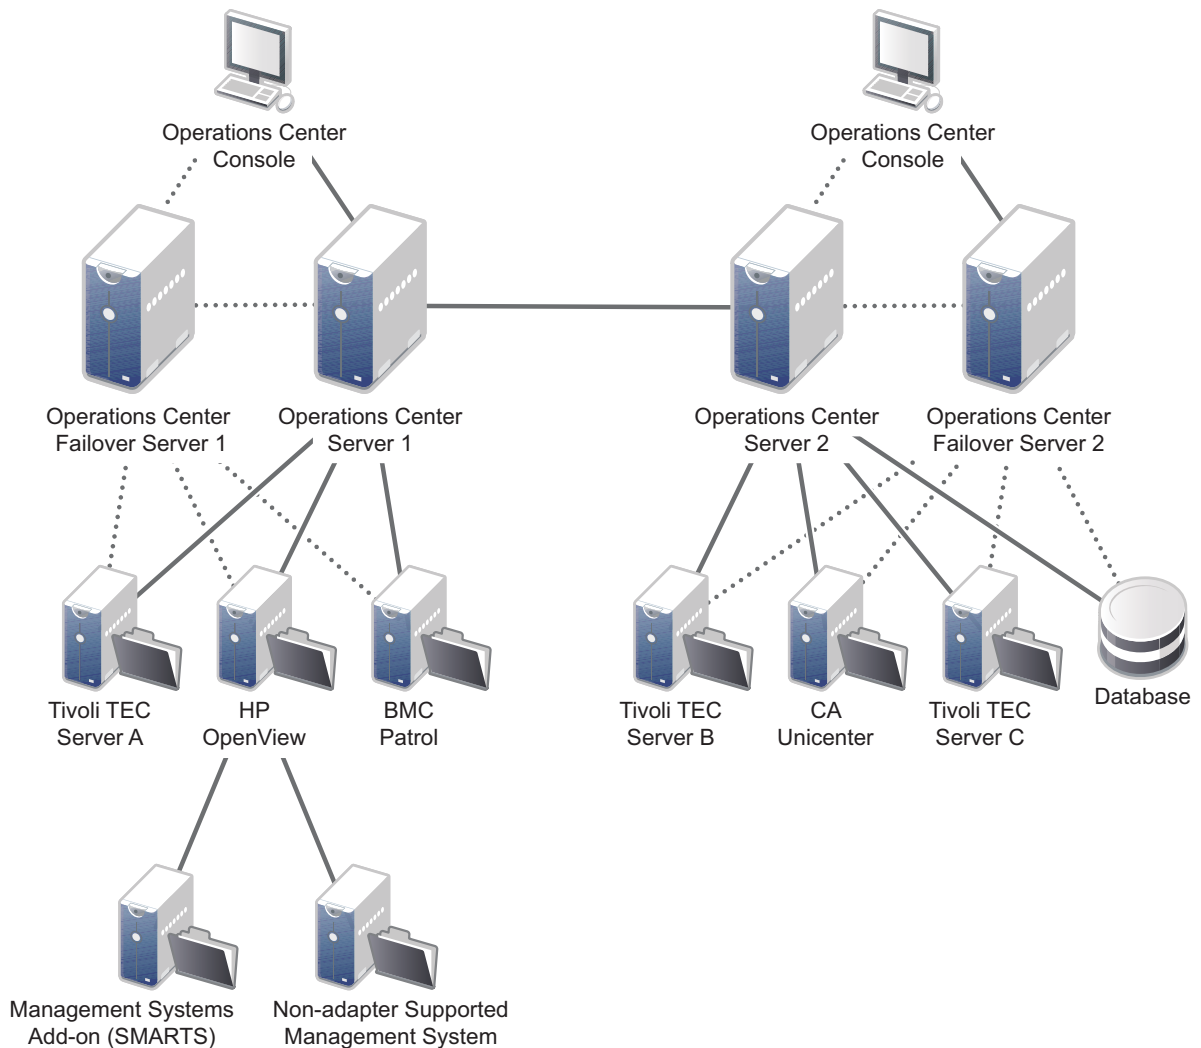 Operations Center
Console
Operations Center
Console
Operations Center
Failover Server 1
Operations Center
Server 1
Operations Center
Server 2
Operations Center
Failover Server 2
Tivoli TEC
Server A
HP
OpenView
BMC
Patrol
Tivoli TEC
Server B
CA
Unicenter
Tivoli TEC
Server C
Database
Management Systems
Add-on (SMARTS)
Non-adapter Supported
Management System